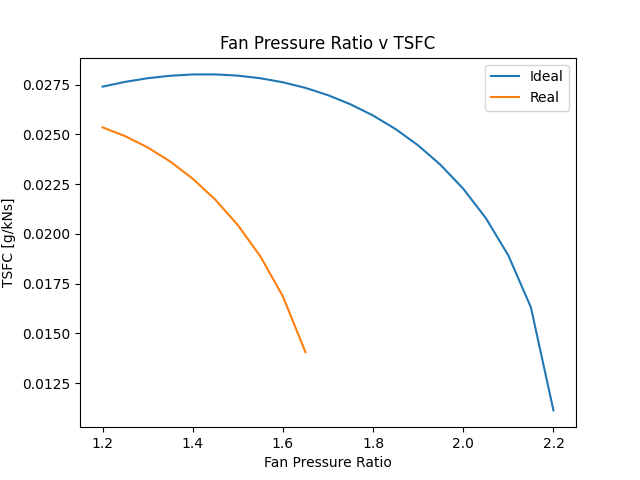 Fan Pressure Ratio v TSFC
Ideal
Real
TSFC [g/kNs]
0.0275
0.0250
0.0225
0.0200
0.0175
0.0150
0.0125
1.2 1.4 1.6 1.8 2.0 2.2
Fan Pressure Ratio